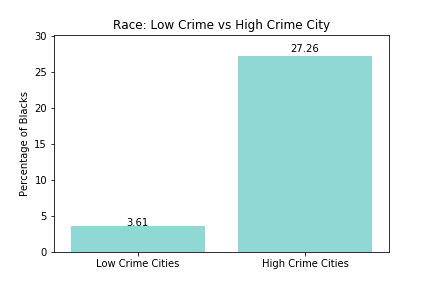 Race: Low Crime vs High Crime City
30
25
20
15
10
5
0
Percentage of Blacks
27.26
3.61
Low Crime Cities
High Crime Cities